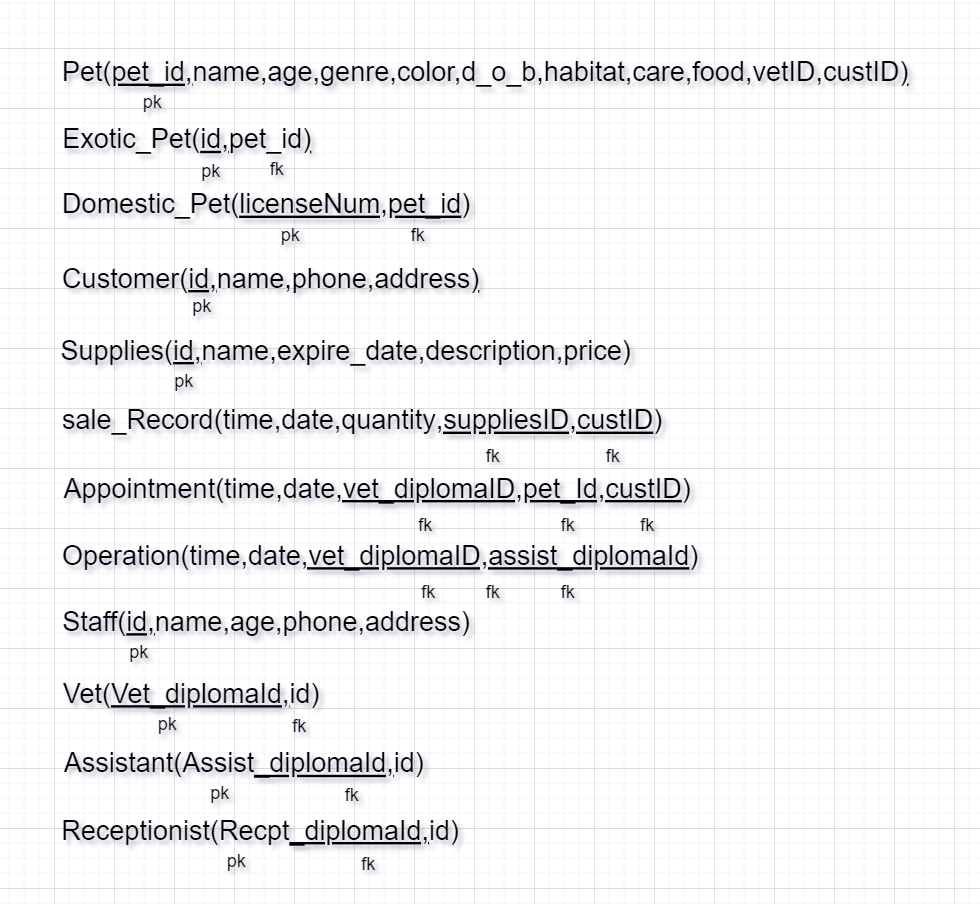 Pet(pet_id,name,age,genre,color,d_o_b,habitat,care,food,vetID,custID)
pk
Exotic_Pet(id,pet_id)
pk fk
Domestic_Pet(licenseNum,pet_id)
pk fk
Customer(id,name,phone,address)
pk
Supplies(id,name,expire_date,description,price)
pk
sale_Record(time,date,quantity,suppliesID,custID)
fk fk
Appointment(time,date,vet_diplomaID,pet_Id,custID)
fk fk fk
Operation(time,date,vet_diplomaID,assist_diplomaId)
fk fk fk
Staff(id,name,age,phone,address)
pk
Vet(Vet_diplomaId,id)
pk fk
Assistant(Assist_diplomaId,id)
pk fk
Receptionist(Recpt_diplomaId,id)
pk fk